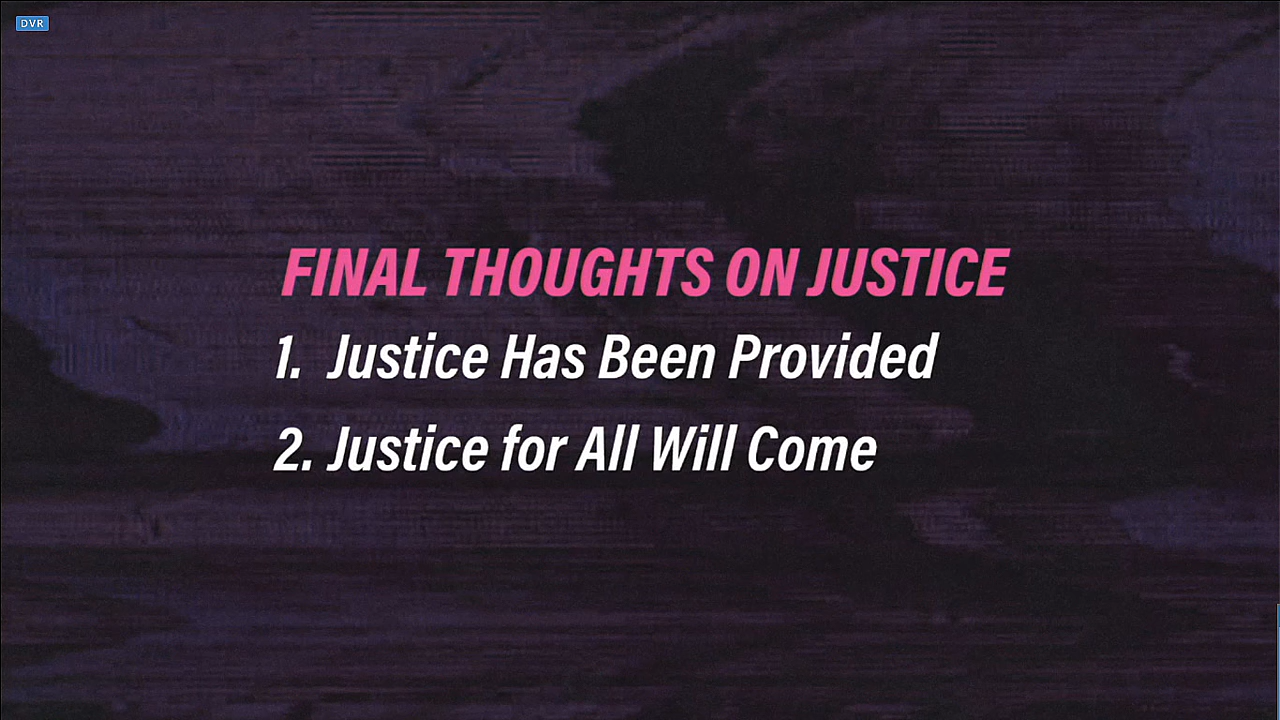 DVR
FINAL THOUGHTS ON JUSTICE
1. Justice Has Been Provided
2. Justice for All Will Come